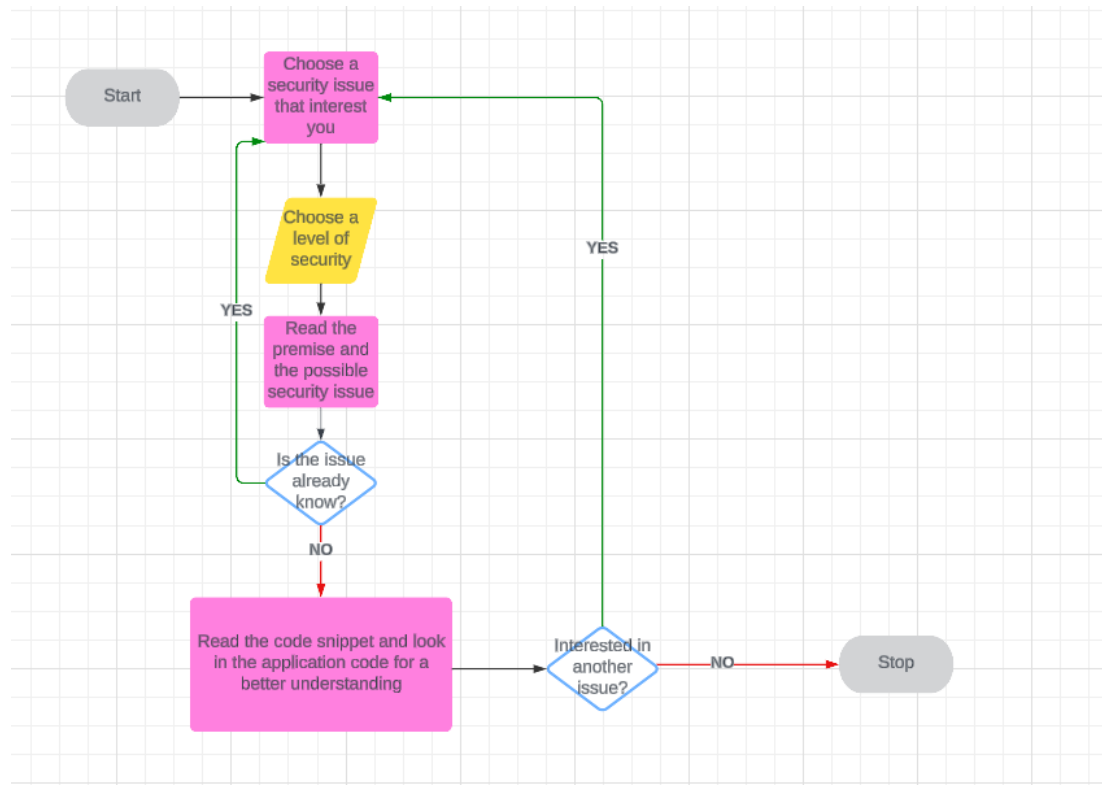 Start
Choose a
security issue
that interest
you
Choose a
level of
security
YES
YES
Read the
premise and
the possible
security issue
Is the issue
already
know?
NO
Read the code snippet and look
in the application code for a
better understanding
Interested in
another
issue?
NO
Stop